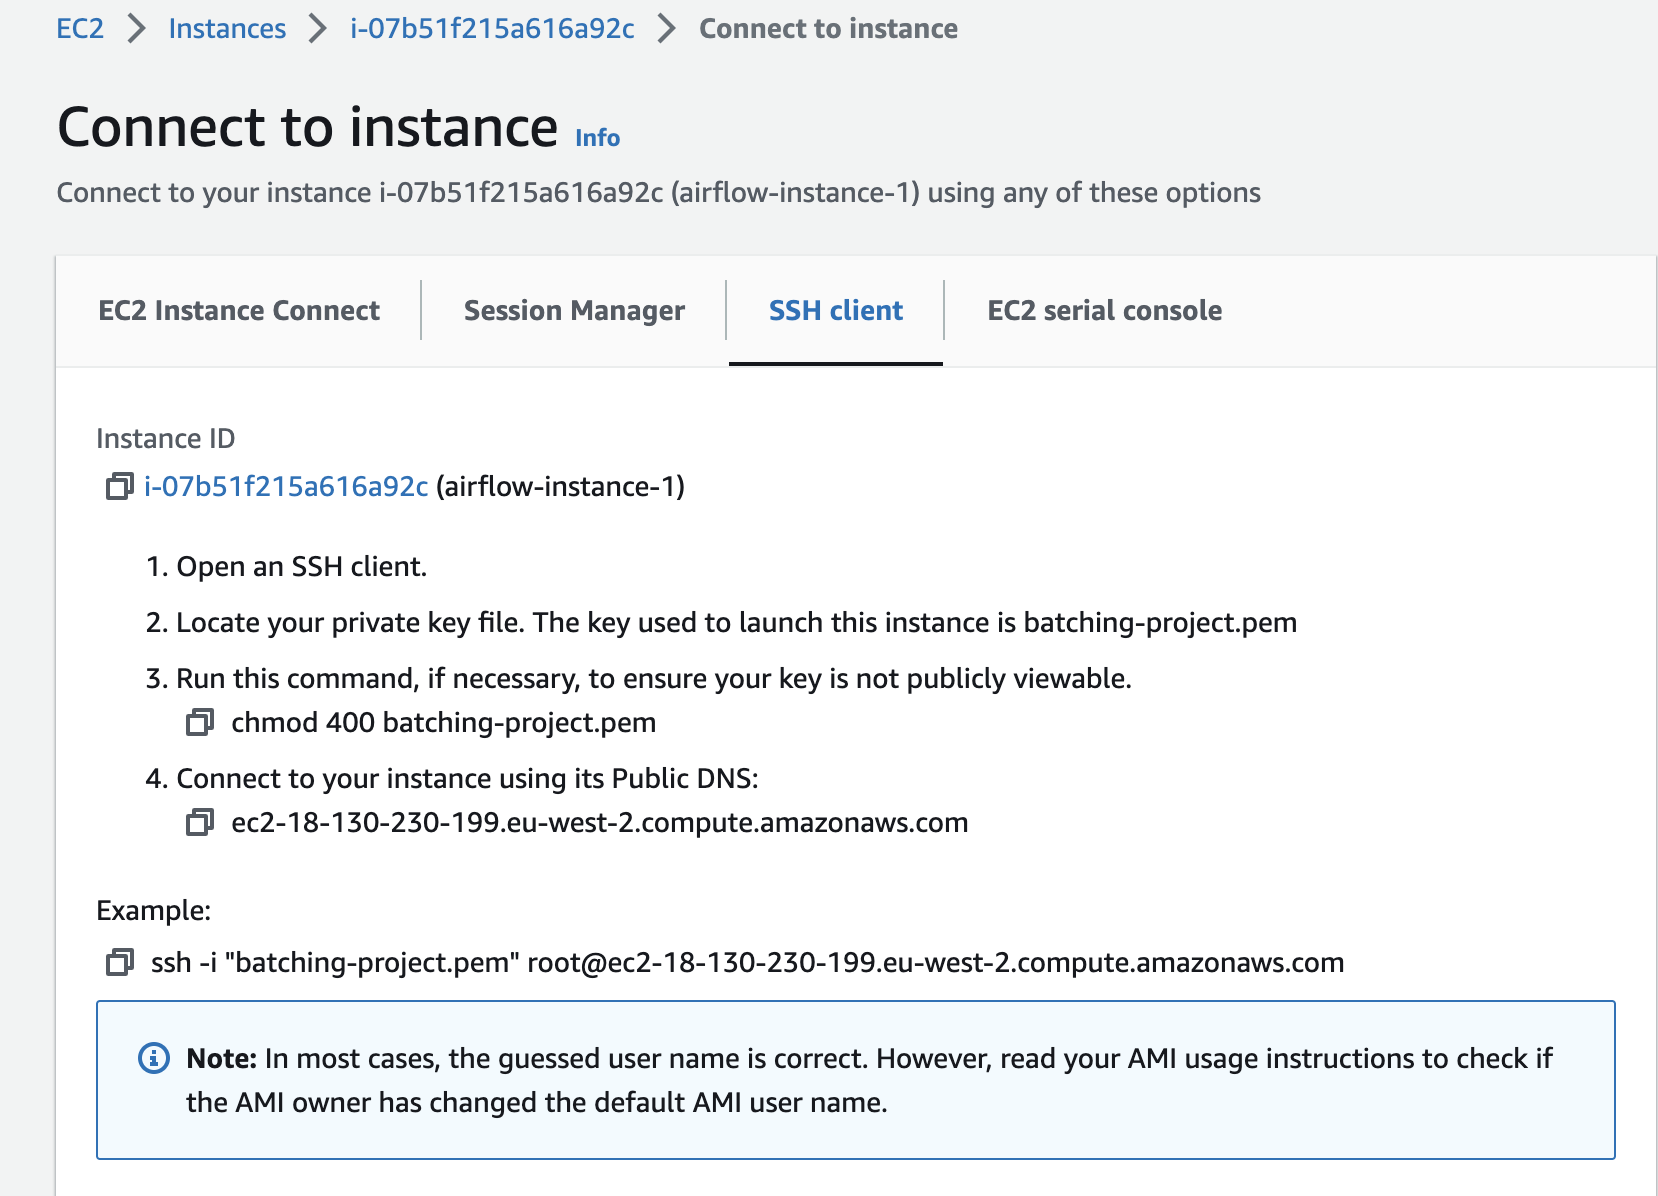 EC2 > Instances > i-07b51f215a616a92c > Connect to instance
Connect to instance Info
Connect to your instance i-07b51f215a616a92c (airflow-instance-1) using any of these options
EC2 Instance Connect Session Manager SSH client EC2 serial console
Instance ID
i-07b51f215a616a92c (airflow-instance-1)
1. Open an SSH client.
2. Locate your private key file. The key used to launch this instance is batching-project.pem
3. Run this command, if necessary, to ensure your key is not publicly viewable.
chmod 400 batching-project.pem
4. Connect to your instance using its Public DNS:
ec2-18-130-230-199.eu-west-2.compute.amazonaws.com
Example:
ssh -i "batching-project.pem" root@ec2-18-130-230-199.eu-west-2.compute.amazonaws.com
Note: In most cases, the guessed user name is correct. However, read your AMI usage instructions to check if
the AMI owner has changed the default AMI user name.